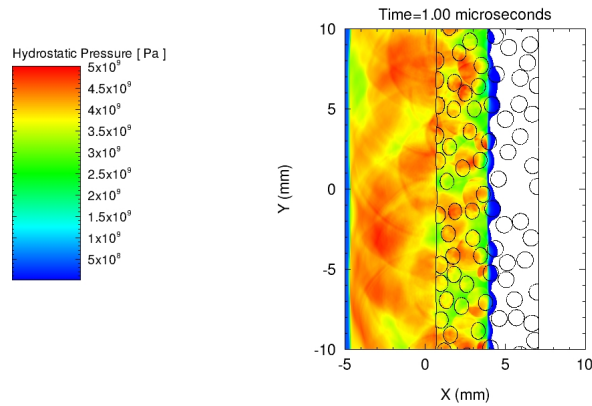 Time=1.00 microseconds
Hydrostatic Pressure [ Pa ]
5x10⁹
4.5x10⁹
4x10⁹
3.5x10⁹
3x10⁹
2.5x10⁹
2x10⁹
1.5x10⁹
1x10⁹
5x10⁸
10
5
0
-5
-10
Y (mm)
-5 0 5 10
X (mm)